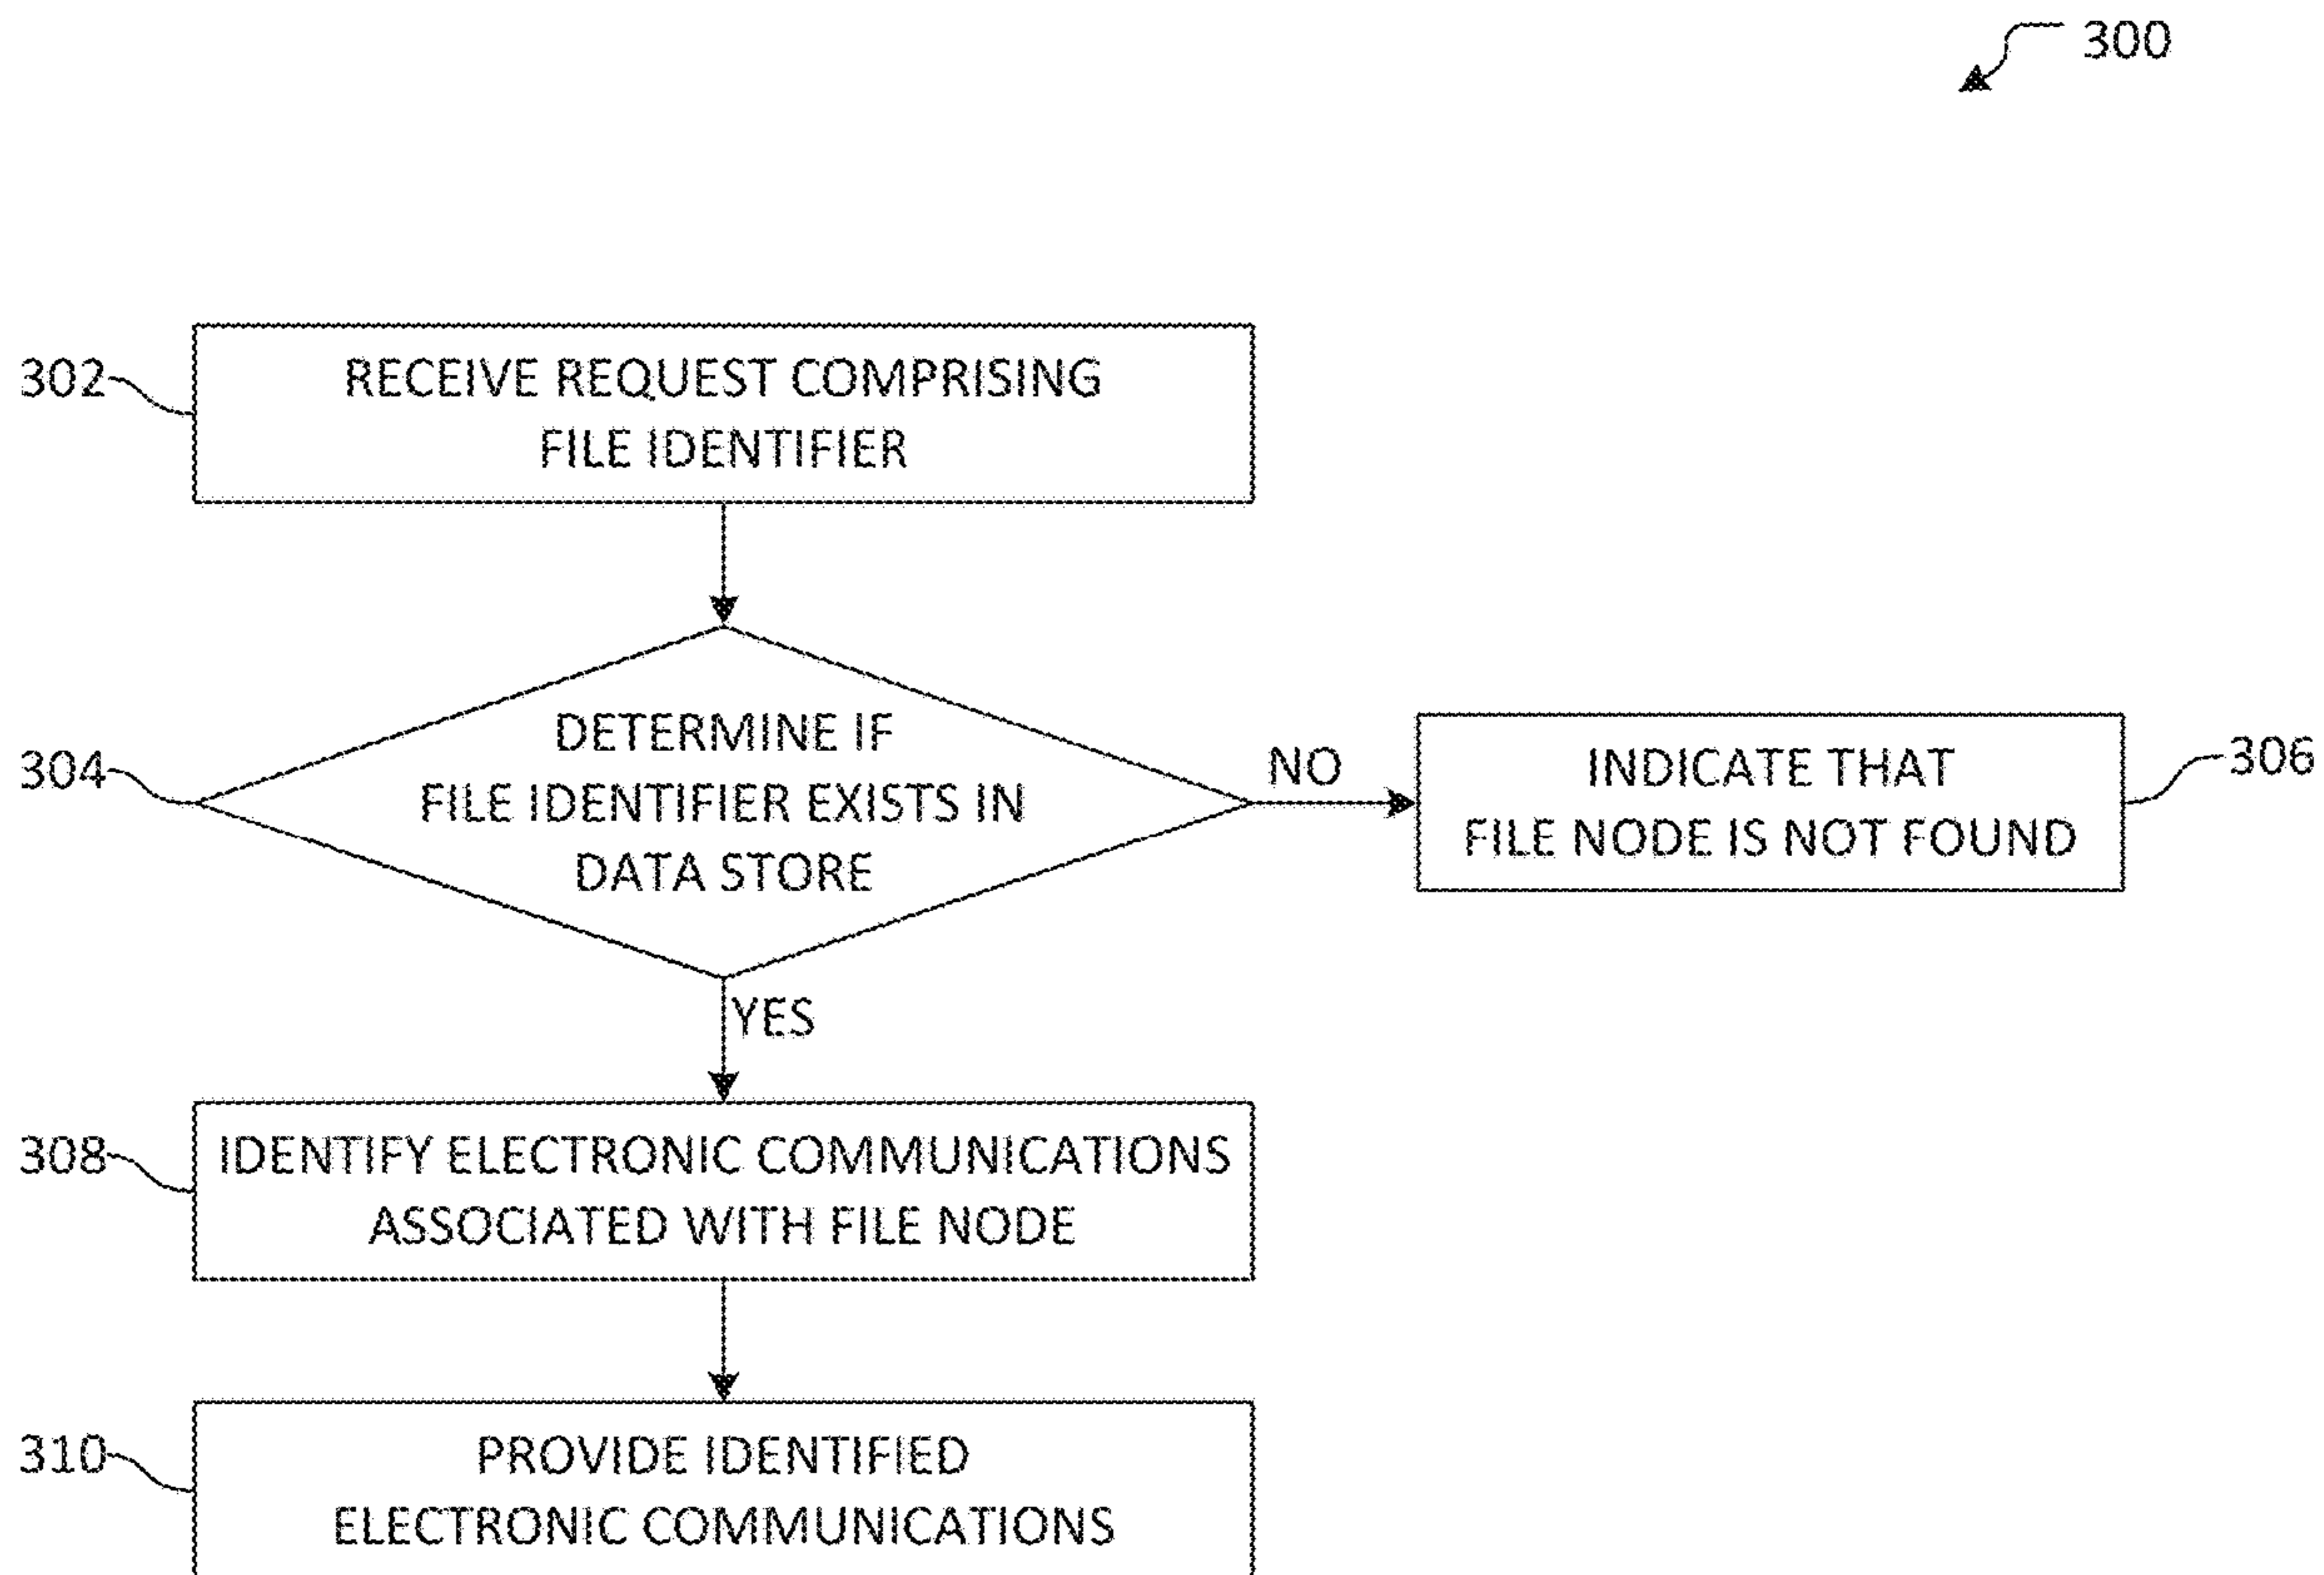 300
302
RECEIVE REQUEST COMPRISING
FILE IDENTIFIER
304
DETERMINE IF
FILE IDENTIFIER EXISTS IN
DATA STORE
NO
INDICATE THAT
FILE NODE IS NOT FOUND
306
YES
308
IDENTIFY ELECTRONIC COMMUNICATIONS
ASSOCIATED WITH FILE NODE
310
PROVIDE IDENTIFIED
ELECTRONIC COMMUNICATIONS